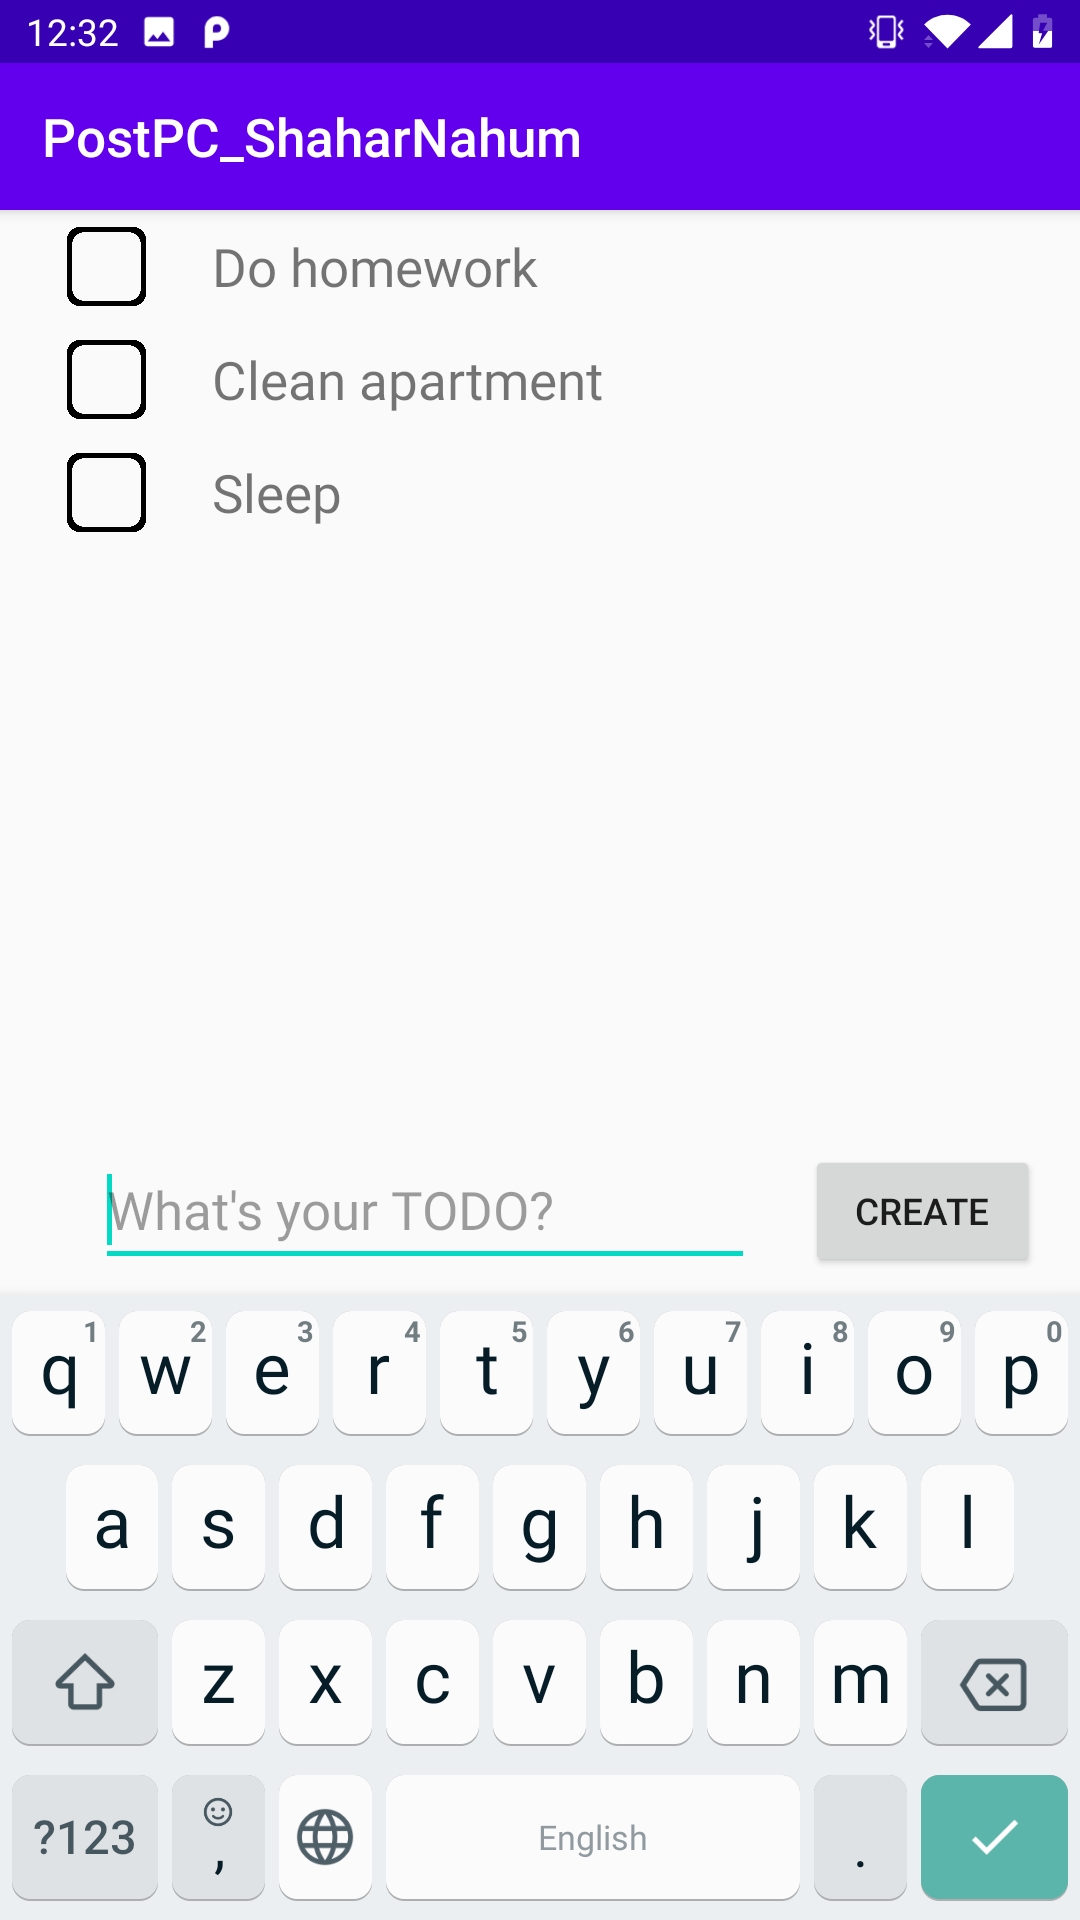 12:32
PostPC_ShaharNahum
Do homework
Clean apartment
Sleep
What's your TODO?
CREATE
1 2 3 4 5 6 7 8 9 0
q w e r t y u i o p
a s d f g h j k l
z x c v b n m
?123 , English .